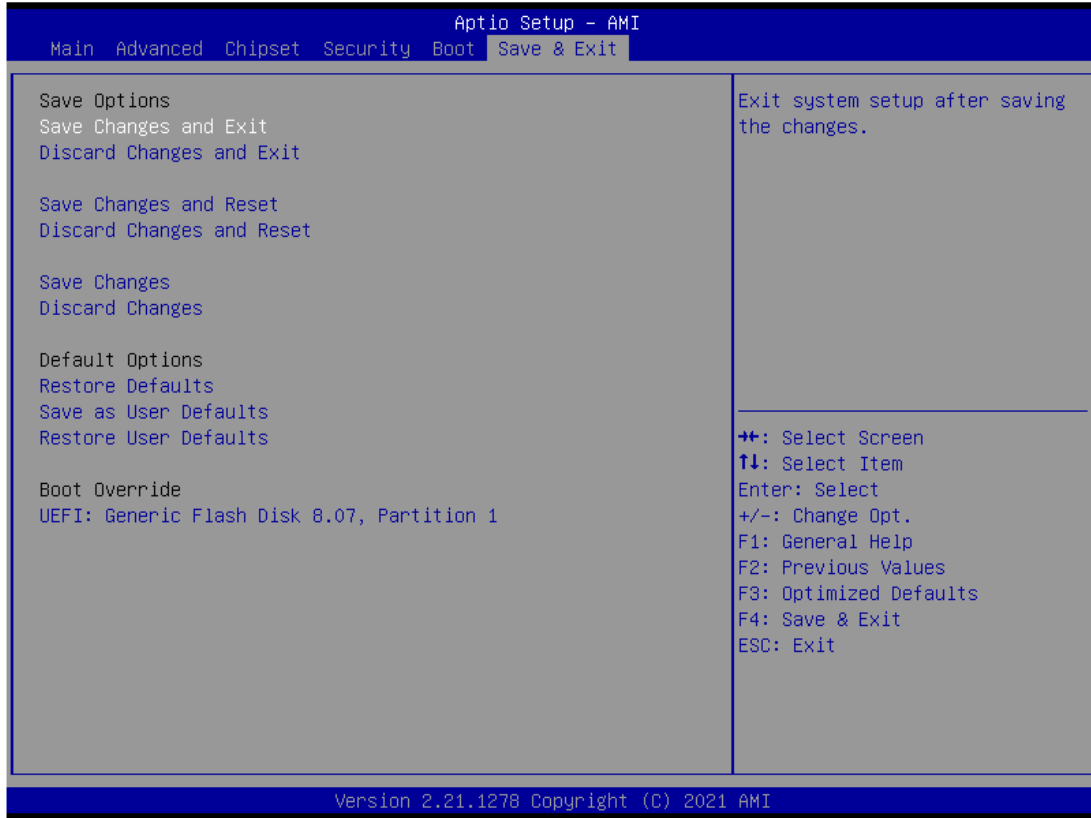 Aptio Setup – AMI
Main Advanced Chipset Security Boot Save & Exit
Save Options
Save Changes and Exit
Discard Changes and Exit
Save Changes and Reset
Discard Changes and Reset
Save Changes
Discard Changes
Default Options
Restore Defaults
Save as User Defaults
Restore User Defaults
Boot Override
UEFI: Generic Flash Disk 8.07, Partition 1
Exit system setup after saving
the changes.
→←: Select Screen
↑↓: Select Item
Enter: Select
+/-: Change Opt.
F1: General Help
F2: Previous Values
F3: Optimized Defaults
F4: Save & Exit
ESC: Exit
Version 2.21.1278 Copyright (C) 2021 AMI